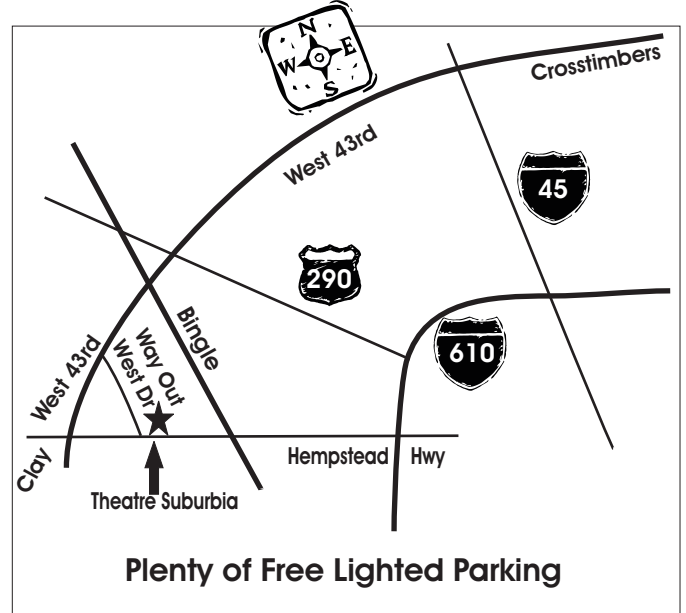 N
W E
S
Crosstimbers
West 43rd
45
290
Bingle
610
West 43rd
Way Out
West Dr
Clay
Hempstead Hwy
Theatre Suburbia
Plenty of Free Lighted Parking